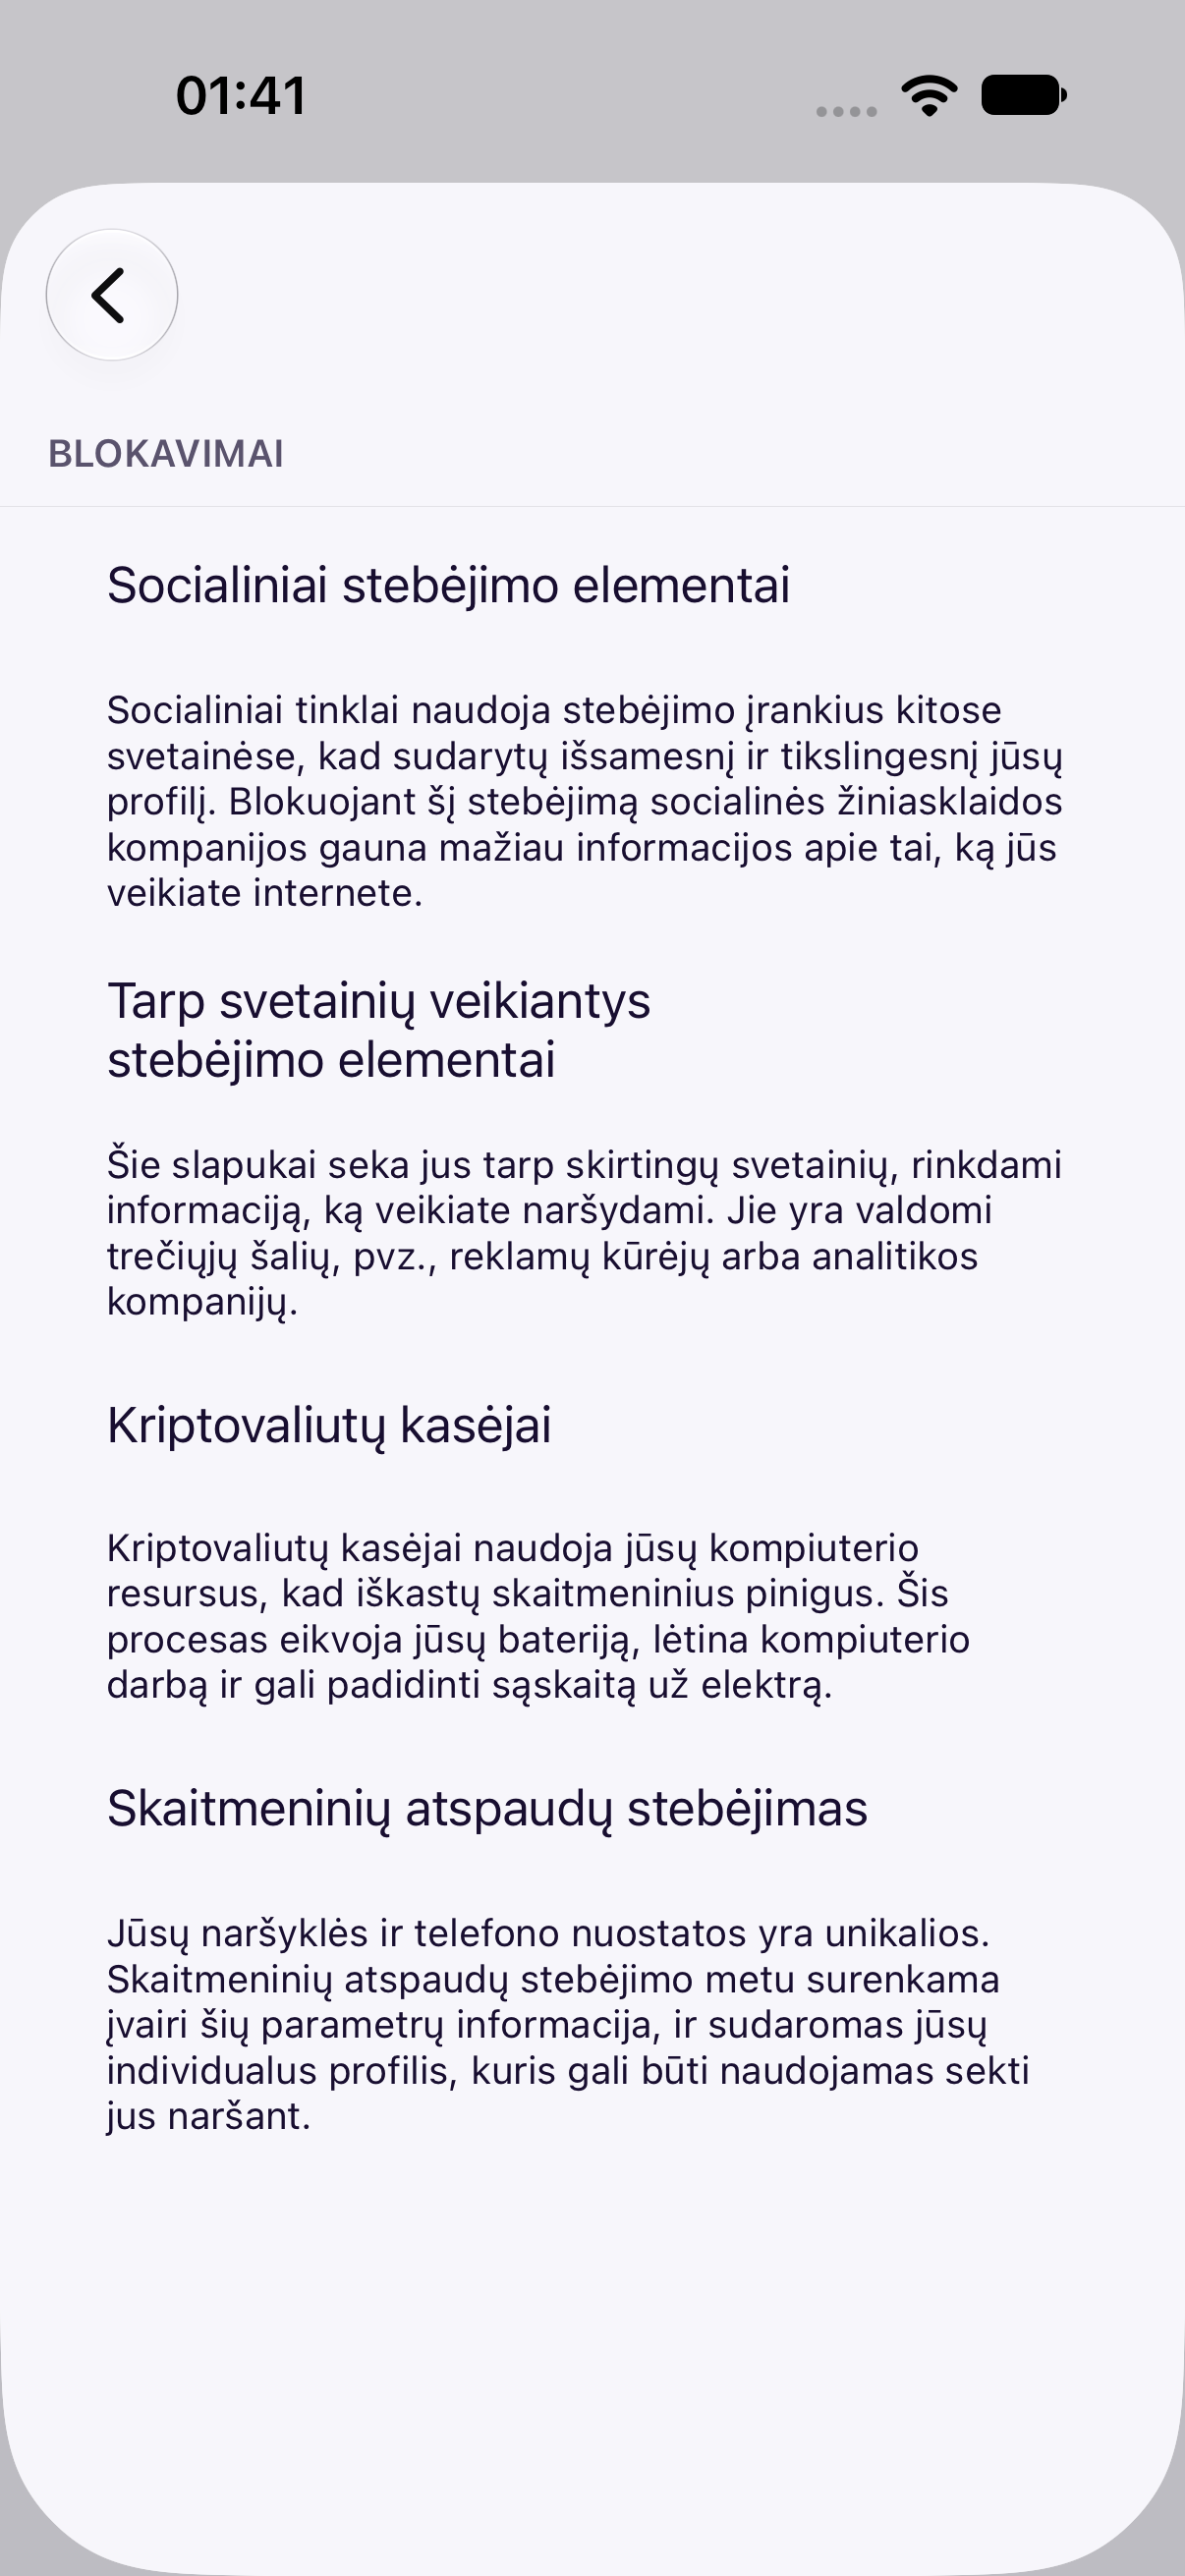 01:41
BLOKAVIMAI
Socialiniai stebėjimo elementai
Socialiniai tinklai naudoja stebėjimo įrankius kitose
svetainėse, kad sudarytų išsamesnį ir tikslingesnį jūsų
profilį. Blokuojant šį stebėjimą socialinės žiniasklaidos
kompanijos gauna mažiau informacijos apie tai, ką jūs
veikiate internete.
Tarp svetainių veikiantys
stebėjimo elementai
Šie slapukai seka jus tarp skirtingų svetainių, rinkdami
informaciją, ką veikiate naršydami. Jie yra valdomi
trečiųjų šalių, pvz., reklamų kūrėjų arba analitikos
kompanijų.
Kriptovaliutų kasėjai
Kriptovaliutų kasėjai naudoja jūsų kompiuterio
resursus, kad iškastų skaitmeninius pinigus. Šis
procesas eikvoja jūsų bateriją, lėtina kompiuterio
darbą ir gali padidinti sąskaitą už elektrą.
Skaitmeninių atspaudų stebėjimas
Jūsų naršyklės ir telefono nuostatos yra unikalios.
Skaitmeninių atspaudų stebėjimo metu surenkama
įvairi šių parametrų informacija, ir sudaromas jūsų
individualus profilis, kuris gali būti naudojamas sekti
jus naršant.